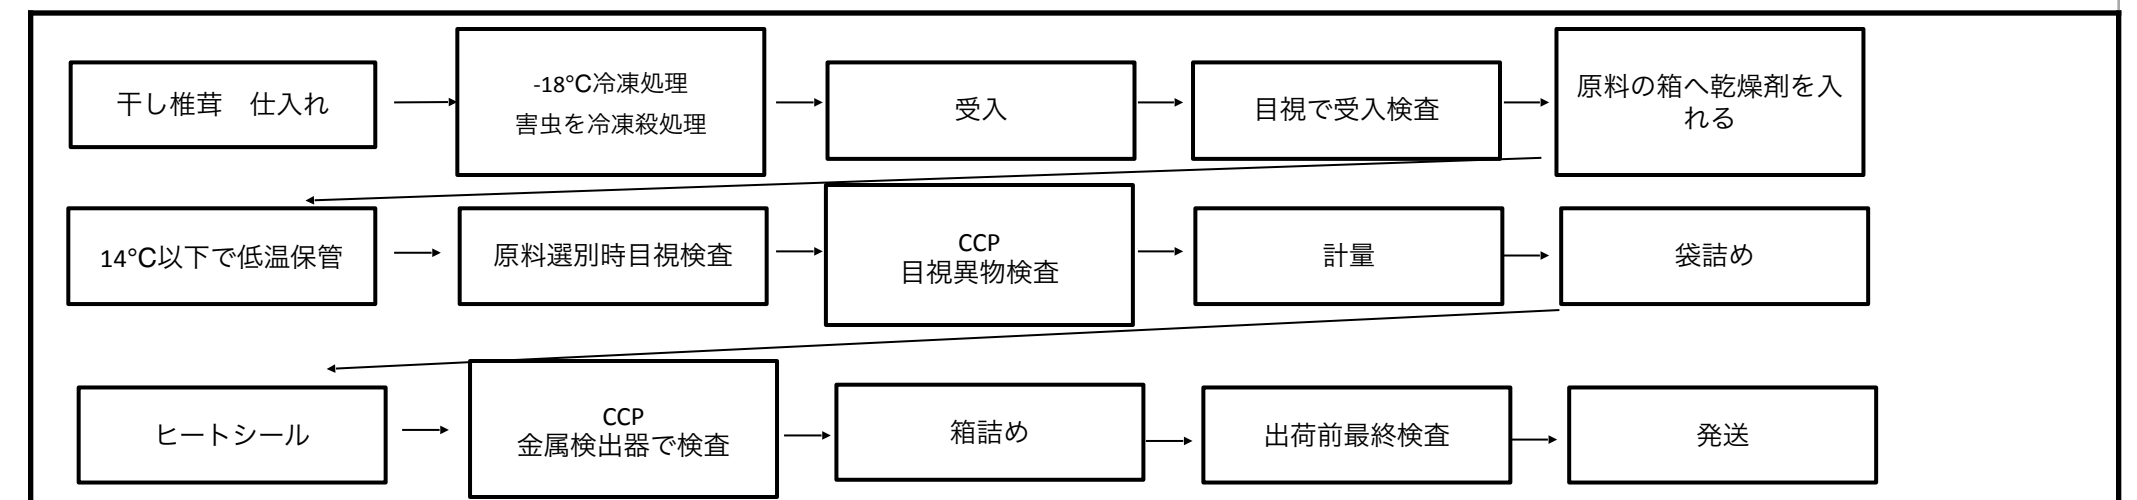 干し椎茸　仕入れ
-18℃冷凍処理
害虫を冷凍殺処理
受入
目視で受入検査
原料の箱へ乾燥剤を入
れる
14℃以下で低温保管
原料選別時目視検査
CCP
目視異物検査
計量
袋詰め
ヒートシール
CCP
金属検出器で検査
箱詰め
出荷前最終検査
発送